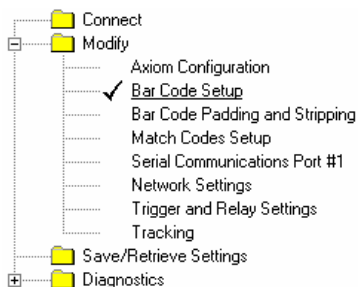 Connect
Modify
Axiom Configuration
Bar Code Setup
Bar Code Padding and Stripping
Match Codes Setup
Serial Communications Port #1
Network Settings
Trigger and Relay Settings
Tracking
Save/Retrieve Settings
Diagnostics